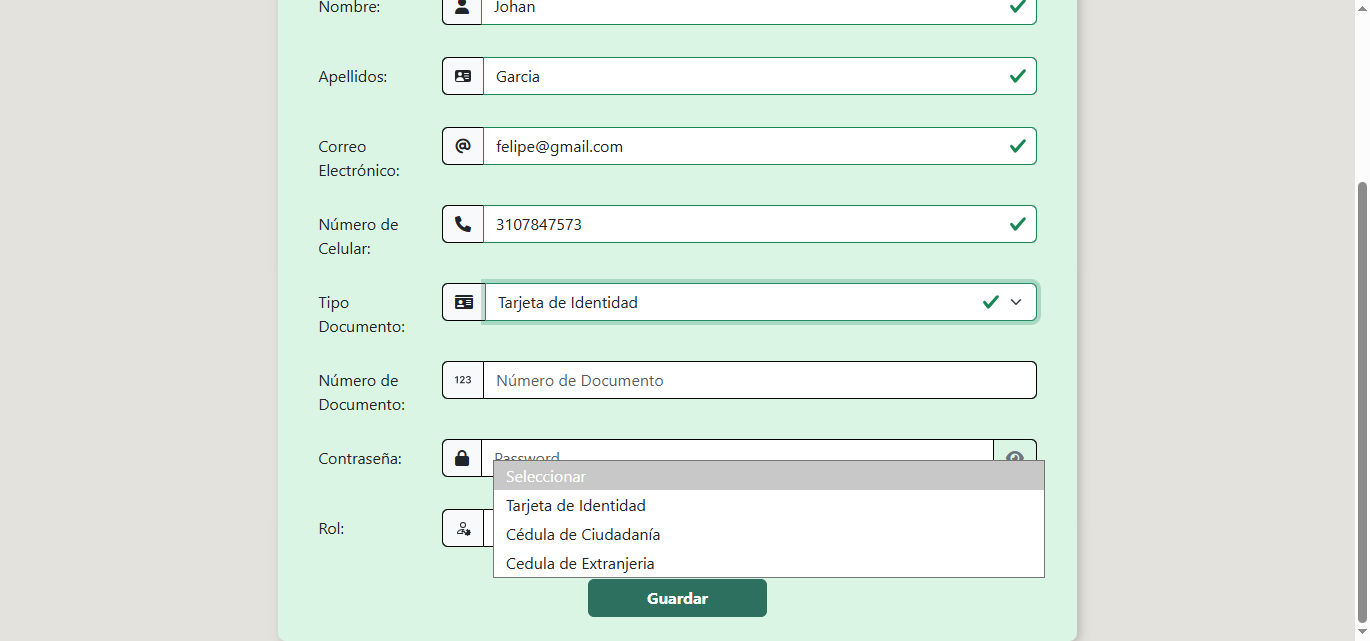 Nombre:
Johan
Apellidos:
Garcia
Correo
Electrónico:
felipe@gmail.com
Número de
Celular:
3107847573
Tipo
Documento:
Tarjeta de Identidad
Número de
Documento:
123
Número de Documento
Contraseña:
Password
Seleccionar
Tarjeta de Identidad
Cédula de Ciudadanía
Cedula de Extranjeria
Rol:
Guardar